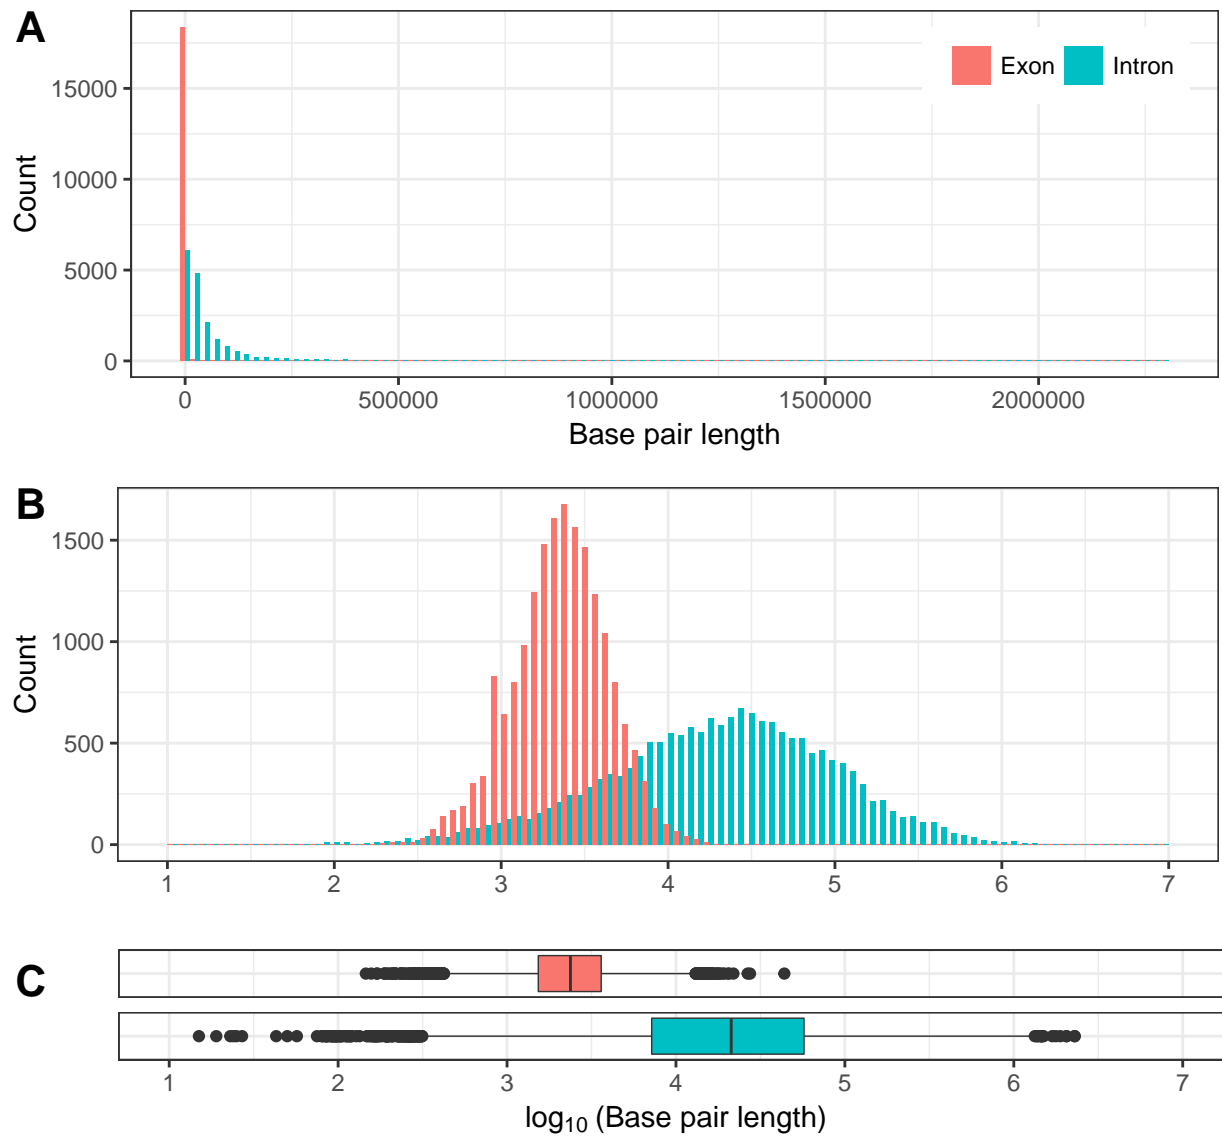 A
Count
15000
10000
5000
0
Exon Intron
0 500000 1000000 1500000 2000000
Base pair length
B
Count
1500
1000
500
0
1 2 3 4 5 6 7
C
1 2 3 4 5 6 7
log10 (Base pair length)